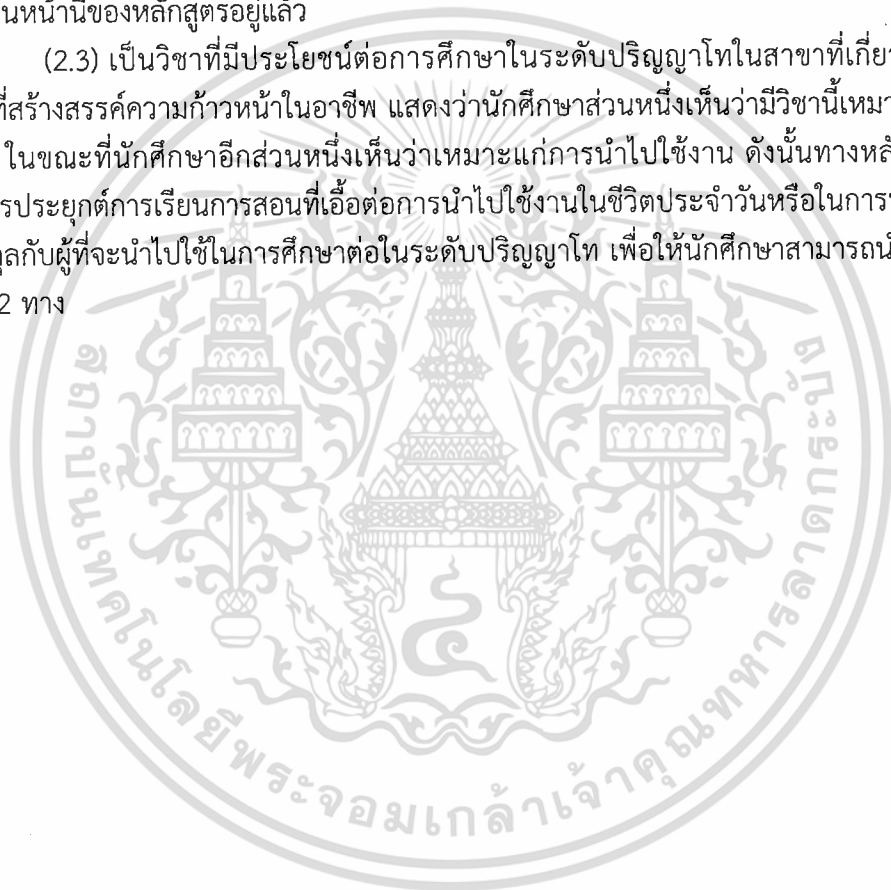 นหน้านี้ของหลักสูตรอยู่แล้ว
(2.3) เป็นวิชาที่มีประโยชน์ต่อการศึกษาในระดับปริญญาโทในสาขาที่เกี่ย
ที่สร้างสรรค์ความก้าวหน้าในอาชีพ แสดงว่านักศึกษาส่วนหนึ่งเห็นว่ามีวิชานี้เหมา
ในขณะที่นักศึกษาอีกส่วนหนึ่งเห็นว่าเหมาะแก่การนำไปใช้งาน ดังนั้นทางหลั
รประยุกต์การเรียนการสอนที่เอื้อต่อการนำไปใช้งานในชีวิตประจำวันหรือในการ
ุลกับผู้ที่จะนำไปใช้ในการศึกษาต่อในระดับปริญญาโท เพื่อให้นักศึกษาสามารถนำ
2 ทาง
สถาบันเทคโนโลยีพระจอมเกล้าเจ้าคุณทหารลาดกระบัง